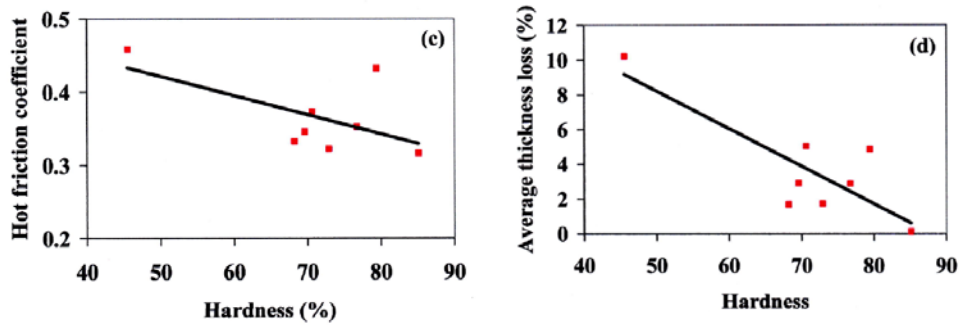 Hot friction coefficient
0.5
0.4
0.3
0.2
(c)
40 50 60 70 80 90
Hardness (%)
Average thickness loss (%)
12
10
8
6
4
2
0
(d)
40 50 60 70 80 90
Hardness